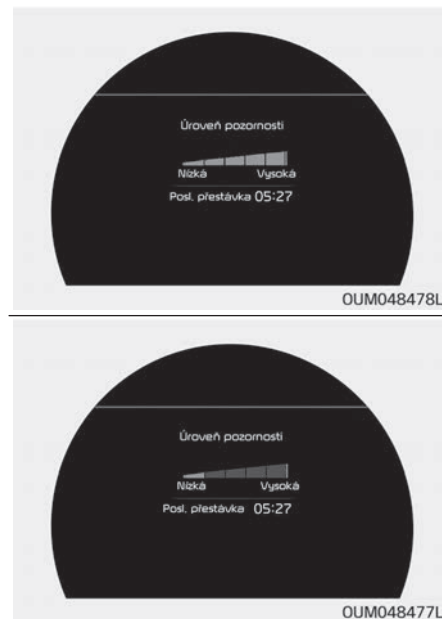 Úroveň pozornosti
Nízká Vysoká
Posl. přestávka 05:27
OUM048478L
Úroveň pozornosti
Nízká Vysoká
Posl. přestávka 05:27
OUM048477L